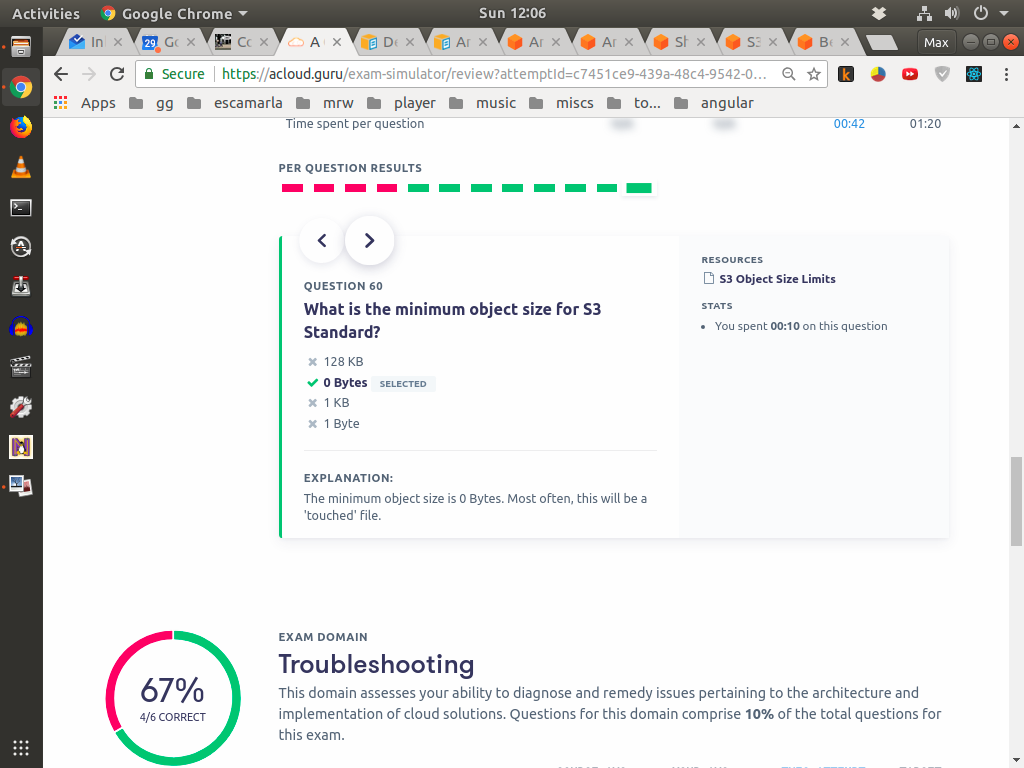 Activities
Google Chrome
Sun 12:06
In
29
Go
Co
A
De
Ar
Ar
Ar
Sh
S3
Be
Max
Secure
https://acloud.guru/exam-simulator/review?attemptId=c7451ce9-439a-48c4-9542-0...
Apps
gg
escamarla
mrw
player
music
miscs
to...
angular
Time spent per question
00:42
01:20
PER QUESTION RESULTS
QUESTION 60
What is the minimum object size for S3
Standard?
128 KB
0 Bytes SELECTED
1 KB
1 Byte
EXPLANATION:
The minimum object size is 0 Bytes. Most often, this will be a
'touched' file.
RESOURCES
S3 Object Size Limits
STATS
• You spent 00:10 on this question
67%
4/6 CORRECT
EXAM DOMAIN
Troubleshooting
This domain assesses your ability to diagnose and remedy issues pertaining to the architecture and
implementation of cloud solutions. Questions for this domain comprise 10% of the total questions for
this exam.